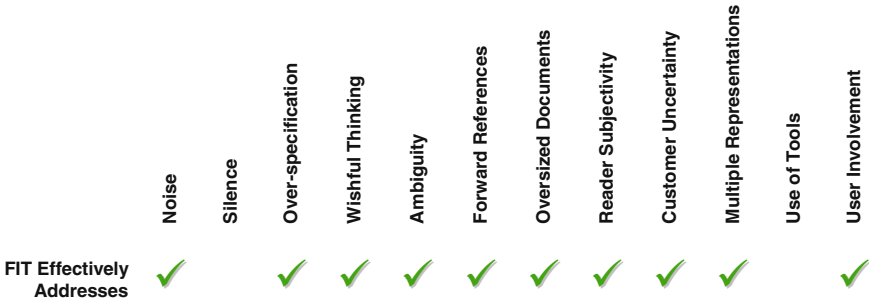 Noise
Silence
Over-specification
Wishful Thinking
Ambiguity
Forward References
Oversized Documents
Reader Subjectivity
Customer Uncertainty
Multiple Representations
Use of Tools
User Involvement
FIT Effectively
Addresses